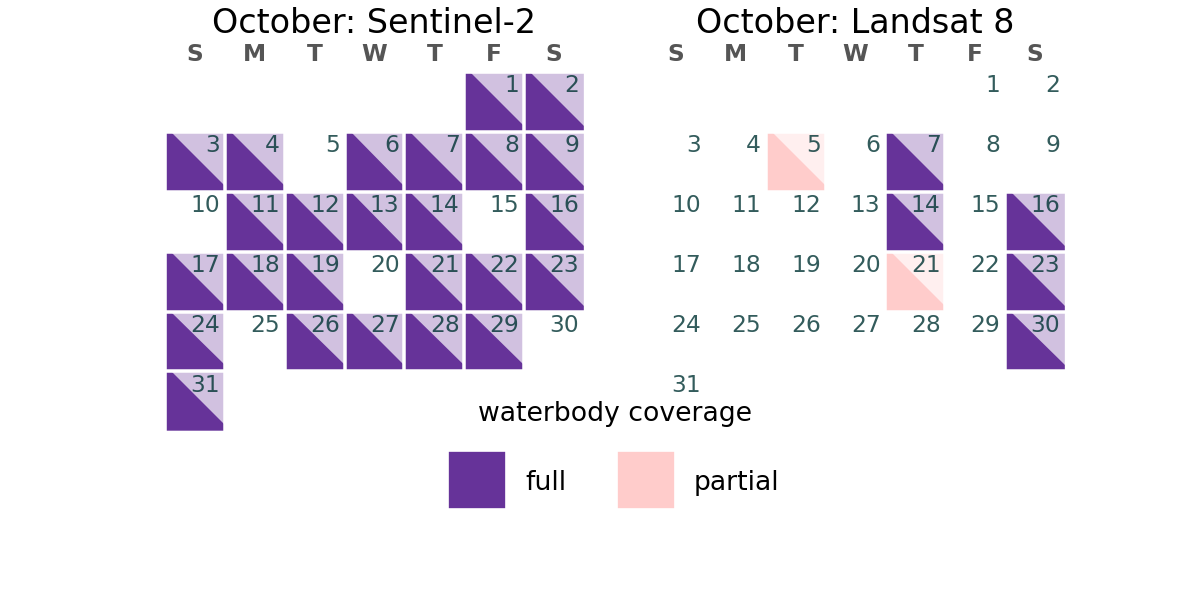 October: Sentinel-2
S M T W T F S
1 2
3 4 5 6 7 8 9
10 11 12 13 14 15 16
17 18 19 20 21 22 23
24 25 26 27 28 29 30
31
October: Landsat 8
S M T W T F S
1 2
3 4 5 6 7 8 9
10 11 12 13 14 15 16
17 18 19 20 21 22 23
24 25 26 27 28 29 30
31
waterbody coverage
full partial